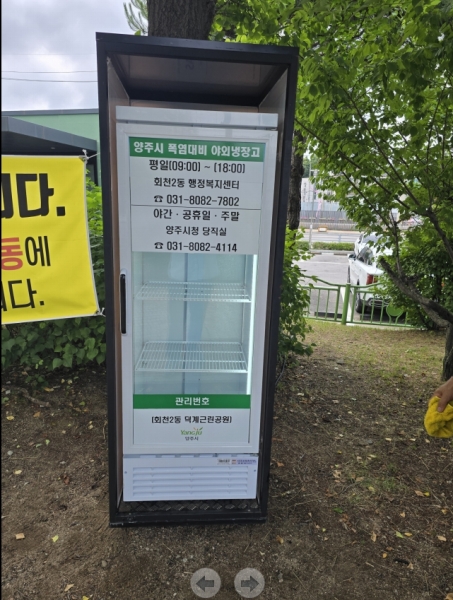 양주시 폭염대비 야외냉장고
평일(09:00) ~ (18:00)
회천2동 행정복지센터
☎ 031-8082-7802
야간 · 공휴일 · 주말
양주시청 당직실
☎ 031-8082-4114
관리번호
(회천2동 덕계근린공원)
양주시
니다.
동에
다.